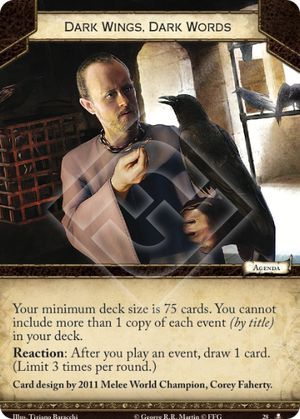 Dark Wings, Dark Words
Agenda
Your minimum deck size is 75 cards. You cannot
include more than 1 copy of each event (by title)
in your deck.
Reaction: After you play an event, draw 1 card.
(Limit 3 times per round.)
Card design by 2011 Melee World Champion, Corey Faherty.
Illus. Tiziano Baracchi © George R.R. Martin © FFG 28